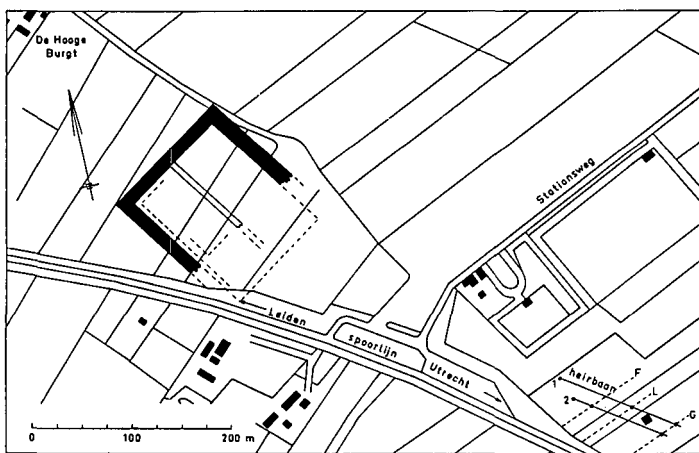 De Hooge
Burgt
Stationsweg
Leiden
spoorlijn
Utrecht
heirbaan
1
2
F
L
G
0 100 200 m